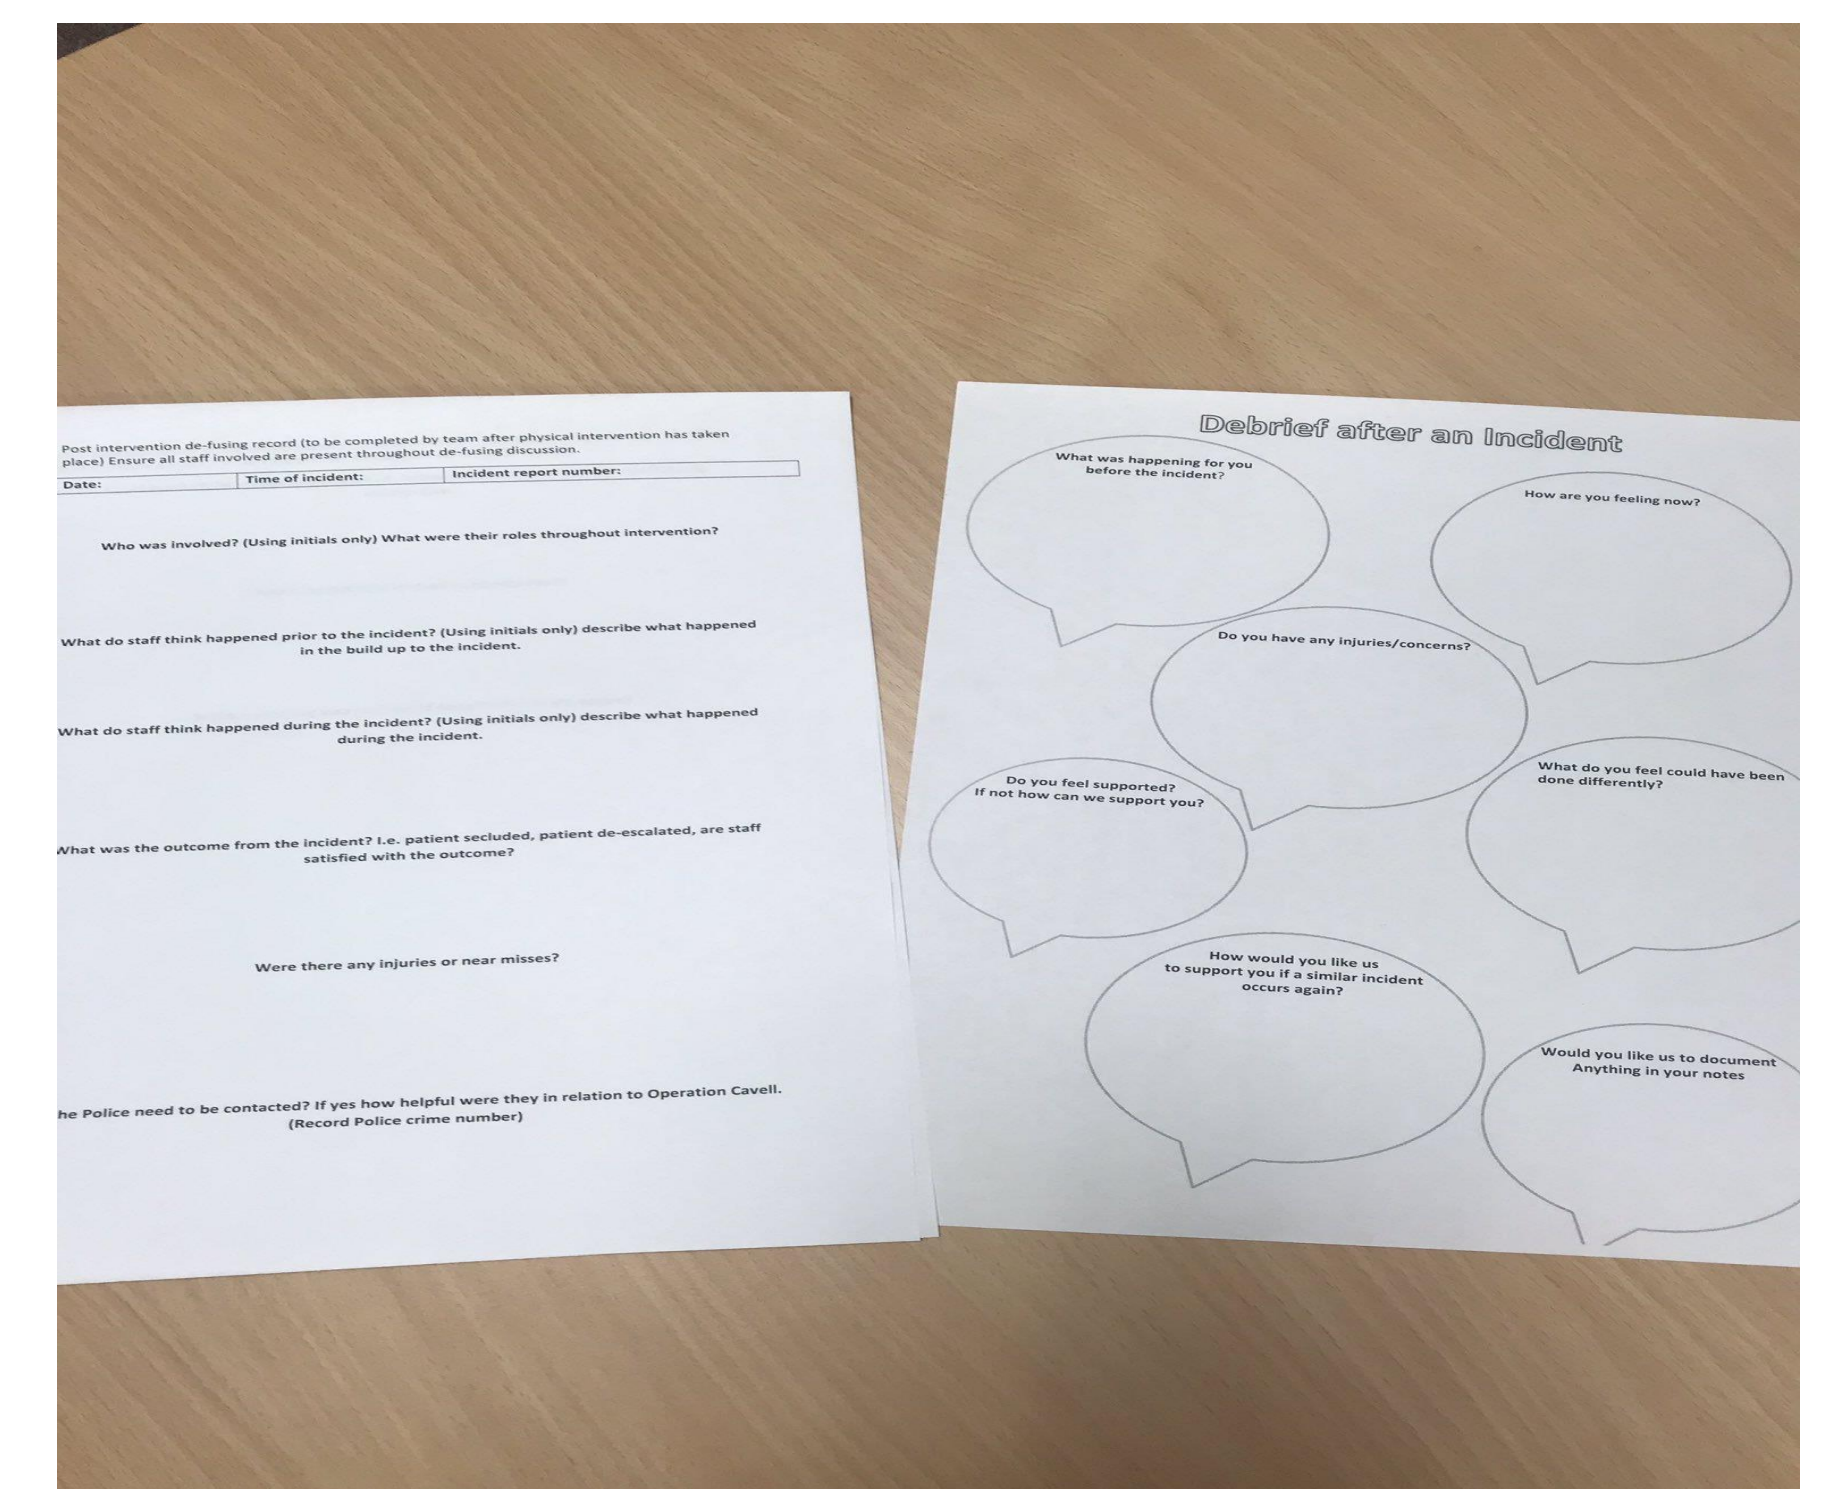 Post intervention de-fusing record (to be completed by team after physical intervention has taken
place) Ensure all staff involved are present throughout de-fusing discussion.
Date: Time of incident: Incident report number:
Who was involved? (Using initials only) What were their roles throughout intervention?
What do staff think happened prior to the incident? (Using initials only) describe what happened
in the build up to the incident.
What do staff think happened during the incident? (Using initials only) describe what happened
during the incident.
What was the outcome from the incident? I.e. patient secluded, patient de-escalated, are staff
satisfied with the outcome?
Were there any injuries or near misses?
he Police need to be contacted? If yes how helpful were they in relation to Operation Cavell.
(Record Police crime number)
Debrief after an Incident
What was happening for you
before the incident?
How are you feeling now?
Do you have any injuries/concerns?
Do you feel supported?
If not how can we support you?
What do you feel could have been
done differently?
How would you like us
to support you if a similar incident
occurs again?
Would you like us to document
Anything in your notes